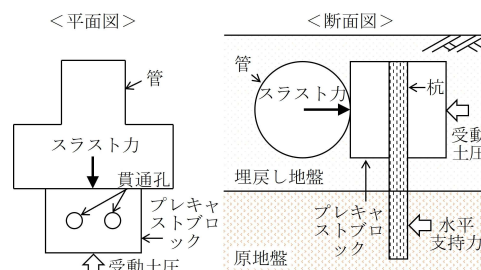 ＜平面図＞
管
スラスト力
貫通孔
プレキャ
ストブロ
ック
受動土圧
＜断面図＞
管
スラスト力
杭
受動
土圧
埋戻し地盤
プレキャ
ストブロ
ック
水平
支持力
原地盤